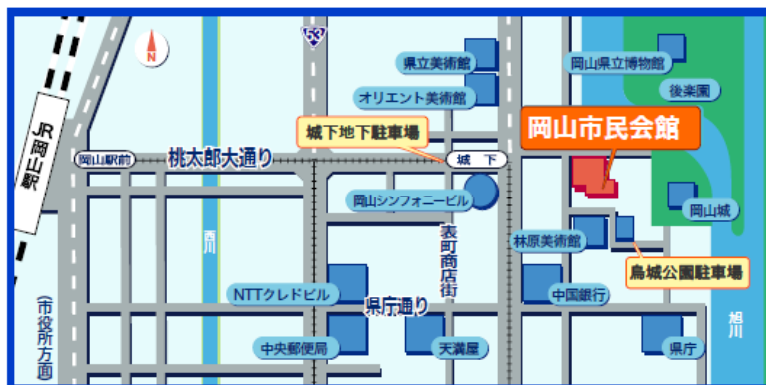 N
53
県立美術館
オリエント美術館
岡山県立博物館
後楽園
城下地下駐車場
岡山市民会館
JR岡山駅
岡山駅前
桃太郎大通り
城下
岡山シンフォニービル
岡山城
西川
表町商店街
林原美術館
烏城公園駐車場
NTTクレドビル
県庁通り
中国銀行
旭川
(市役所方面)
中央郵便局
天満屋
県庁